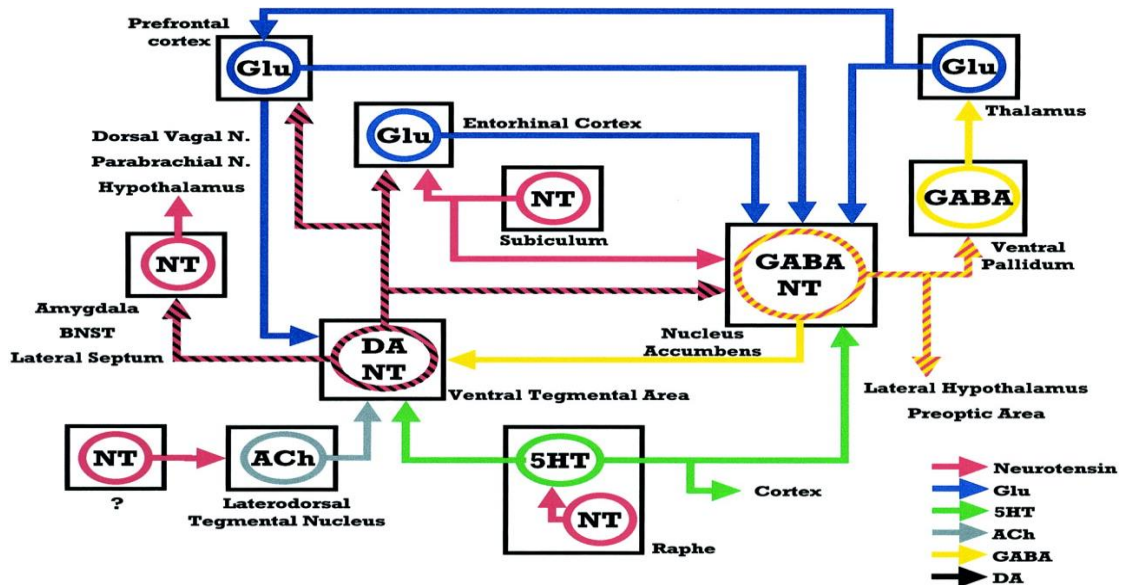 Prefrontal
cortex
Glu
Glu
Thalamus
Dorsal Vagal N.
Parabrachial N.
Hypothalamus
Glu
Entorhinal Cortex
NT
Subiculum
GABA
Ventral
Pallidum
NT
GABA
NT
Amygdala
BNST
Lateral Septum
DA
NT
Nucleus
Accumbens
Ventral Tegmental Area
Lateral Hypothalamus
Preoptic Area
NT
?
ACh
Laterodorsal
Tegmental Nucleus
5HT
NT
Raphe
Cortex
Neurotensin
Glu
5HT
ACh
GABA
DA